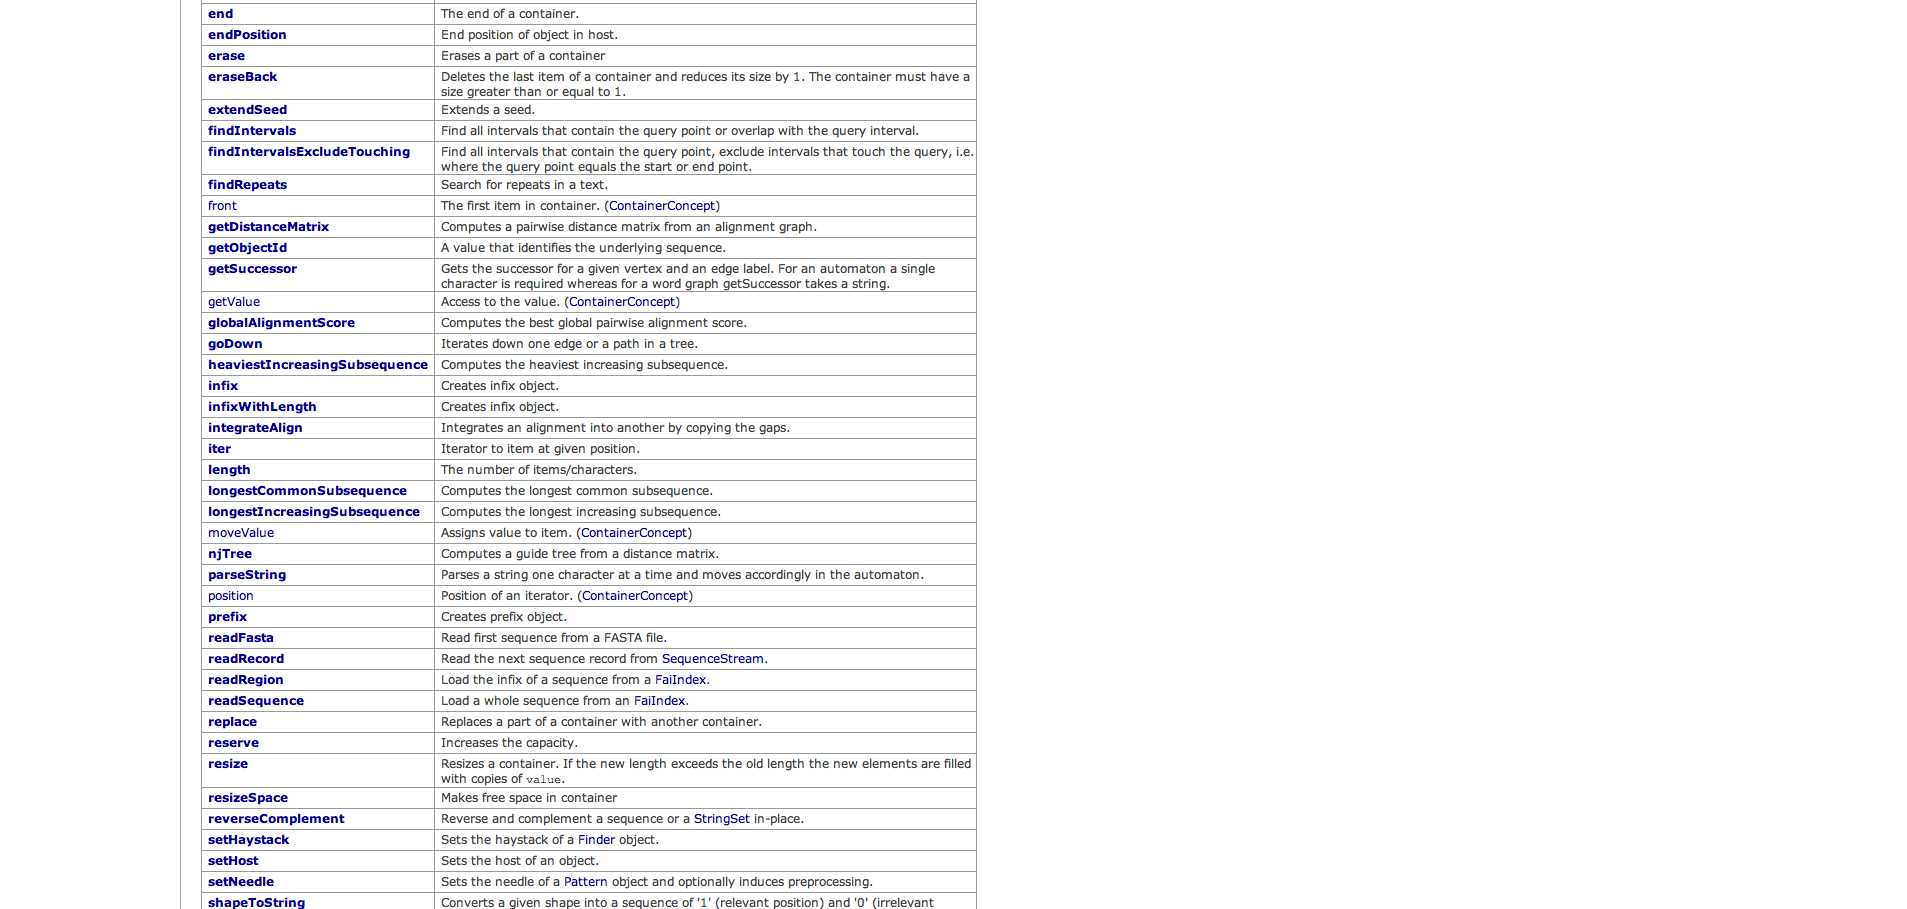 end The end of a container.
endPosition End position of object in host.
erase Erases a part of a container
eraseBack Deletes the last item of a container and reduces its size by 1. The container must have a
size greater than or equal to 1.
extendSeed Extends a seed.
findIntervals Find all intervals that contain the query point or overlap with the query interval.
findIntervalsExcludeTouching Find all intervals that contain the query point, exclude intervals that touch the query, i.e.
where the query point equals the start or end point.
findRepeats Search for repeats in a text.
front The first item in container. (ContainerConcept)
getDistanceMatrix Computes a pairwise distance matrix from an alignment graph.
getObjectId A value that identifies the underlying sequence.
getSuccessor Gets the successor for a given vertex and an edge label. For an automaton a single
character is required whereas for a word graph getSuccessor takes a string.
getValue Access to the value. (ContainerConcept)
globalAlignmentScore Computes the best global pairwise alignment score.
goDown Iterates down one edge or a path in a tree.
heaviestIncreasingSubsequence Computes the heaviest increasing subsequence.
infix Creates infix object.
infixWithLength Creates infix object.
integrateAlign Integrates an alignment into another by copying the gaps.
iter Iterator to item at given position.
length The number of items/characters.
longestCommonSubsequence Computes the longest common subsequence.
longestIncreasingSubsequence Computes the longest increasing subsequence.
moveValue Assigns value to item. (ContainerConcept)
njTree Computes a guide tree from a distance matrix.
parseString Parses a string one character at a time and moves accordingly in the automaton.
position Position of an iterator. (ContainerConcept)
prefix Creates prefix object.
readFasta Read first sequence from a FASTA file.
readRecord Read the next sequence record from SequenceStream.
readRegion Load the infix of a sequence from a FaiIndex.
readSequence Load a whole sequence from an FaiIndex.
replace Replaces a part of a container with another container.
reserve Increases the capacity.
resize Resizes a container. If the new length exceeds the old length the new elements are filled
with copies of value.
resizeSpace Makes free space in container
reverseComplement Reverse and complement a sequence or a StringSet in-place.
setHaystack Sets the haystack of a Finder object.
setHost Sets the host of an object.
setNeedle Sets the needle of a Pattern object and optionally induces preprocessing.
shapeToString Converts a given shape into a sequence of '1' (relevant position) and '0' (irrelevant